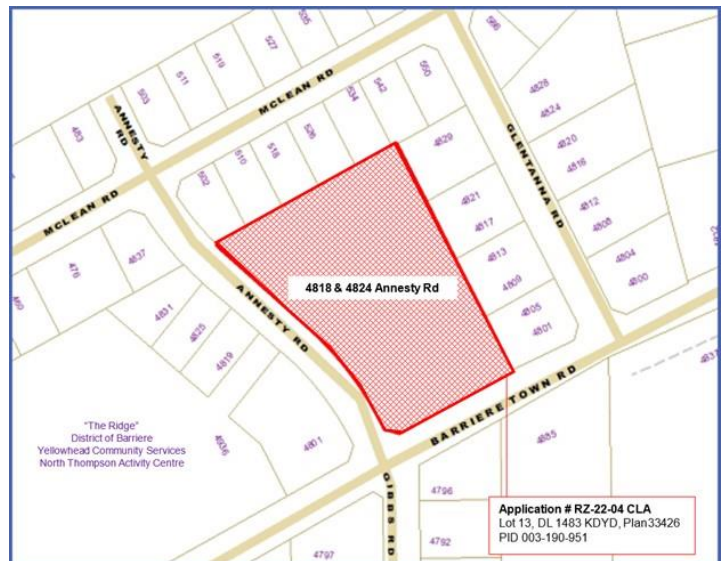 566
535
527
519
511
503
483
MCLEAN RD
ANNESTY
RD
550
542
534
526
518
510
502
4829
4828
4824
4820
4816
GLENTANNA RD
4821
4817
4812
4808
MCLEAN RD
476
4837
4813
4809
4804
4800
4818 & 4824 Annesty Rd
ANNESTY RD
4831
4825
4819
4805
4801
BARRIERE TOWN RD
"The Ridge"
District of Barriere
Yellowhead Community Services
North Thompson Activity Centre
4936
4801
4885
GIBBS RD
4796
4792
4797
Application # RZ-22-04 CLA
Lot 13, DL 1483 KDYD, Plan33426
PID 003-190-951